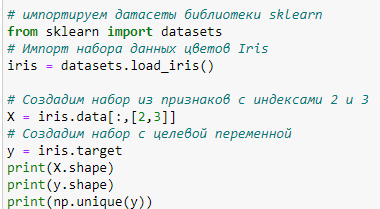 # импортируем датасеты библиотеки sklearn
from sklearn import datasets
# Импорт набора данных цветов Iris
iris = datasets.load_iris()
# Создадим набор из признаков с индексами 2 и 3
X = iris.data[:,[2,3]]
# Создадим набор с целевой переменной
y = iris.target
print(X.shape)
print(y.shape)
print(np.unique(y))